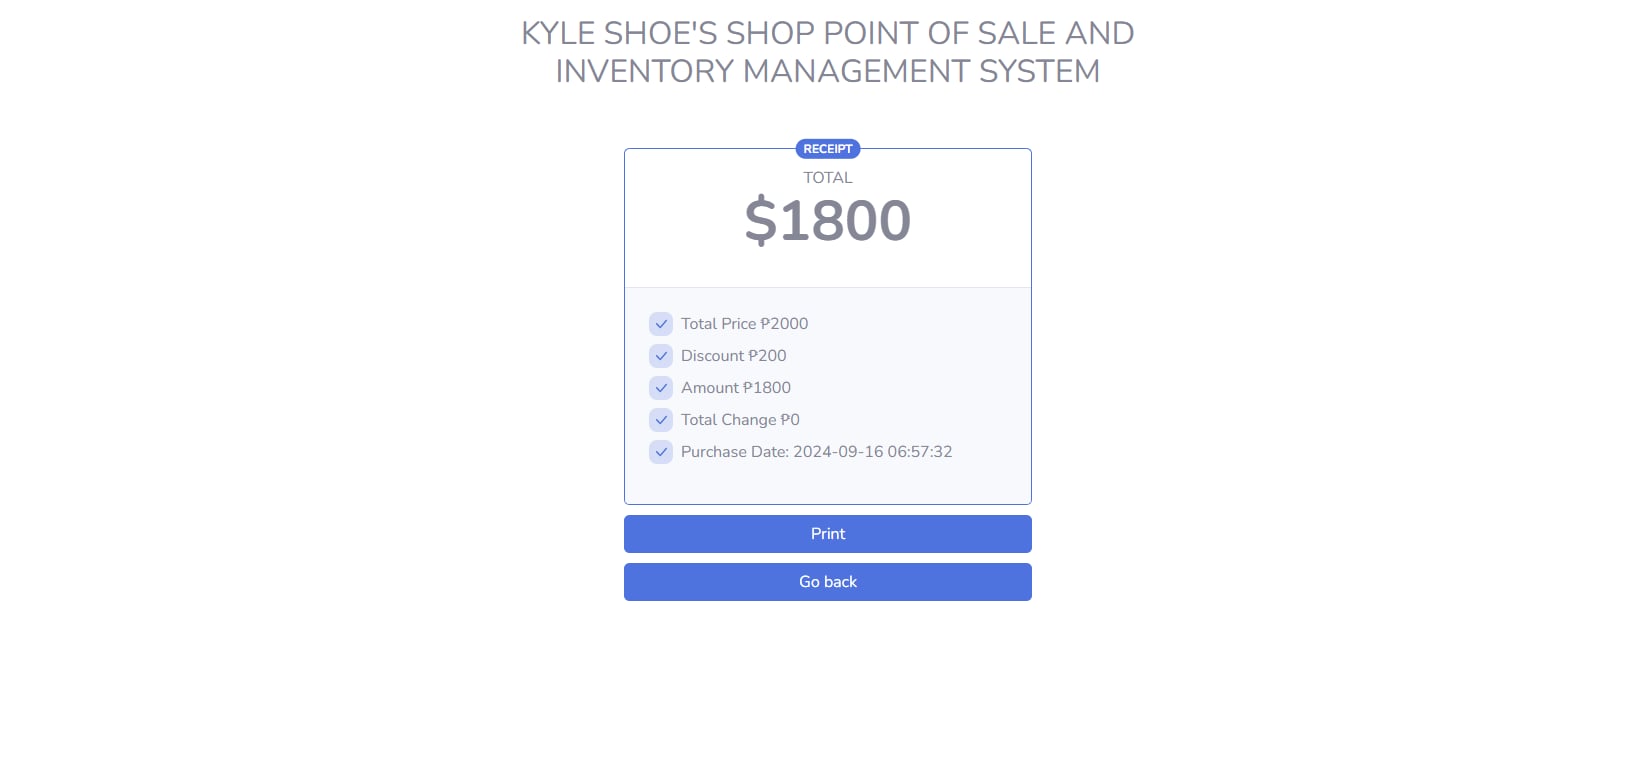 KYLE SHOE'S SHOP POINT OF SALE AND
INVENTORY MANAGEMENT SYSTEM
RECEIPT
TOTAL
$1800
Total Price ₱2000
Discount ₱200
Amount ₱1800
Total Change ₱0
Purchase Date: 2024-09-16 06:57:32
Print
Go back